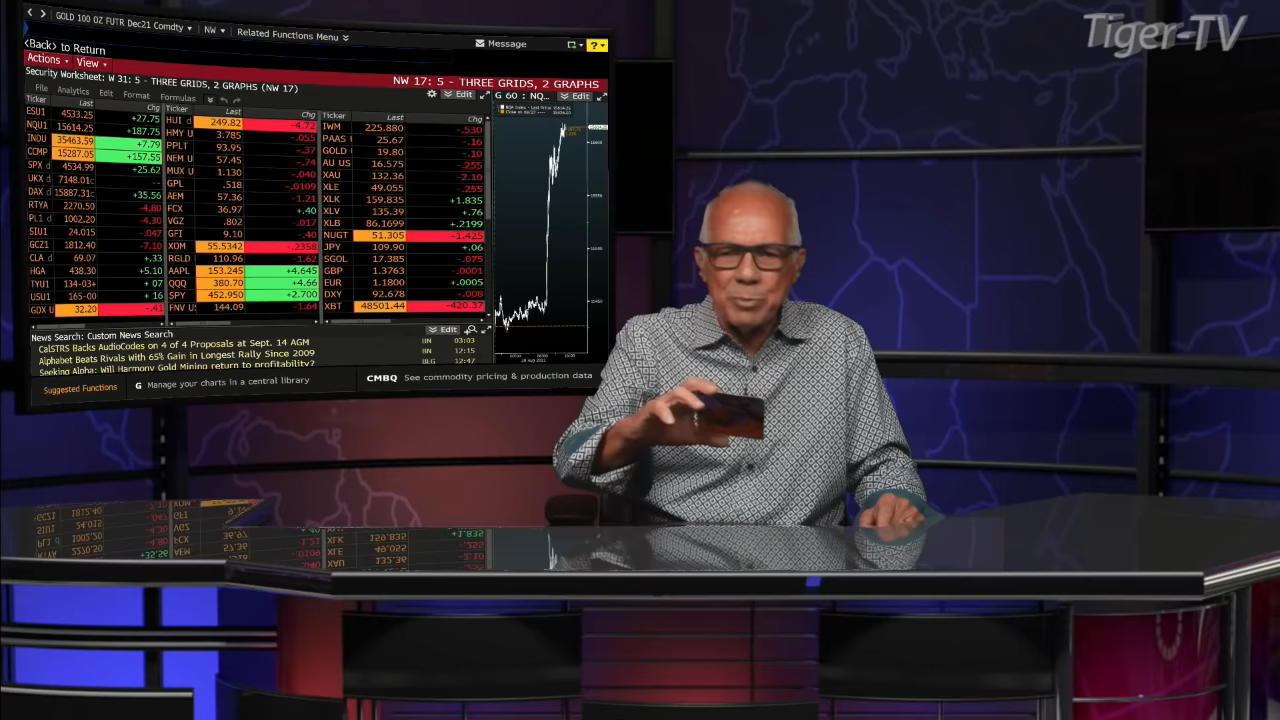 Tiger-TV
GOLD 100 OZ FUTR Dec21 Comdty NW Related Functions Menu
Message ?
<Back> to Return
Actions View
NW 17: 5 - THREE GRIDS, 2 GRAPHS
Security Worksheet: W 31: 5 - THREE GRIDS, 2 GRAPHS (NW 17)
File Analytics Edit Format Formulas
Edit G 60 : NQ... Edit
Ticker Last Chg Ticker Last Chg Ticker Last Chg
ESU1 4533.25 +27.75 HUI d 249.82 -4.72 IWM 225.880 -.530
NQU1 15614.25 +187.75 HMY U 3.785 -.055 PAAS U 25.67 -.16
INDU 35463.59 +7.79 PPLT 93.95 -.37 GOLD 19.80 -.10
CCMP 15287.05 +157.55 NEM U 57.45 -.74 AU US 16.575 -.255
SPX d 4534.99 +25.62 MUX U 1.130 -.040 XAU 132.36 -2.10
UKX d 7148.01c -- GPL .518 -.0109 XLE 49.055 -.255
DAX d 15887.31c +35.56 AEM 57.36 -1.21 XLK 159.835 +1.835
RTYA 2270.50 -4.80 FCX 36.97 +.40 XLV 135.39 +.76
PL1 d 1002.20 -4.30 VGZ .802 -.017 XLB 86.1699 +.2199
SIU1 24.015 -.047 GFI 9.10 -.40 NUGT 51.305 -1.425
GCZ1 1812.40 -7.10 XOM 55.5342 -.2358 JPY 109.90 +.06
CLA d 69.07 +.33 RGLD 110.96 -1.62 SGOL 17.385 -.075
HGA 438.30 +5.10 AAPL 153.245 +4.645 GBP 1.3763 -.0001
TYU1 134-03+ + 07 QQQ 380.70 +4.66 EUR 1.1800 +.0005
USU1 165-00 + 16 SPY 452.950 +2.700 DXY 92.678 -.008
GDX U 32.20 -.41 FNV US 144.09 -1.64 XBT 48501.44 -420.37
News Search: Custom News Search Edit
CalSTRS Backs AudioCodes on 4 of 4 Proposals at Sept. 14 AGM BN 03:03
Alphabet Beats Rivals With 65% Gain in Longest Rally Since 2009 BN 12:15
Seeking Alpha: Will Harmony Gold Mining return to profitability? BLG 12:47
Suggested Functions G Manage your charts in a central library CMBQ See commodity pricing & production data